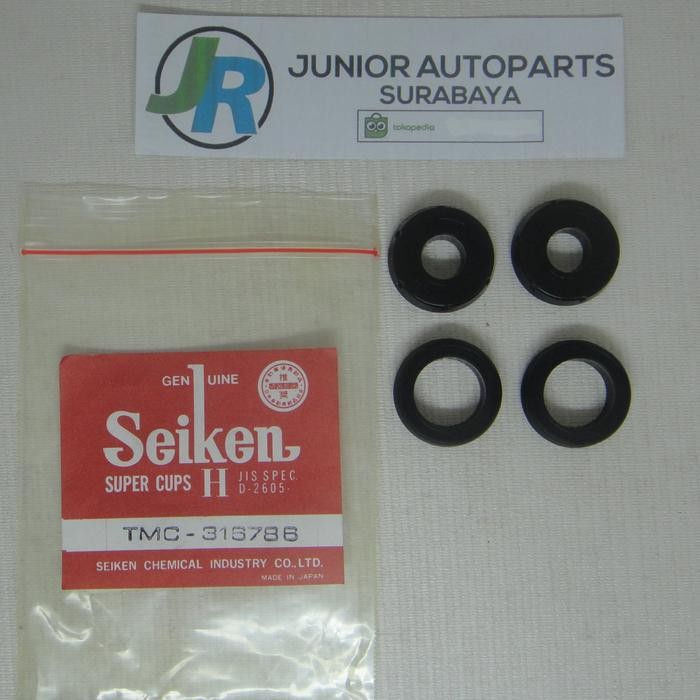 JR
JUNIOR AUTOPARTS
SURABAYA
tokopedia
GENUINE
Seiken
SUPER CUPS H JIS SPEC.
D-2605
TMC-316786
SEIKEN CHEMICAL INDUSTRY CO.,LTD.
MADE IN JAPAN